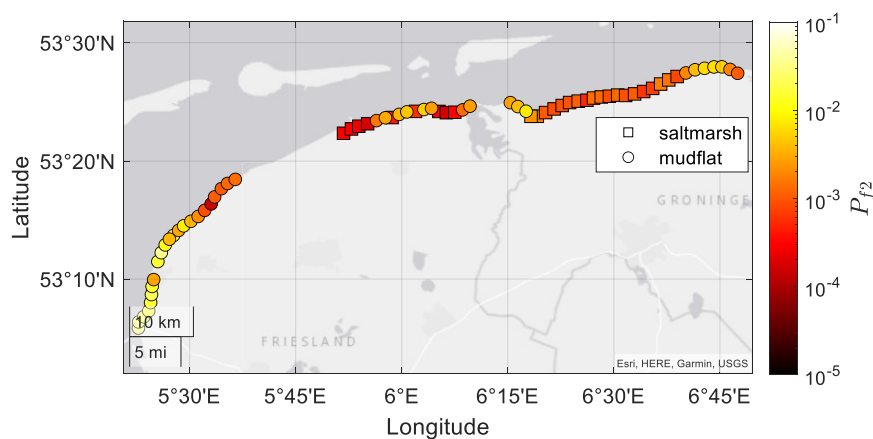 53°30'N
53°20'N
53°10'N
Latitude
saltmarsh
mudflat
GRONINGE
FRIESLAND
10 km
5 mi
Esri, HERE, Garmin, USGS
5°30'E
5°45'E
6°E
6°15'E
6°30'E
6°45'E
Longitude
10⁻¹
10⁻²
10⁻³
10⁻⁴
10⁻⁵
P_{f2}